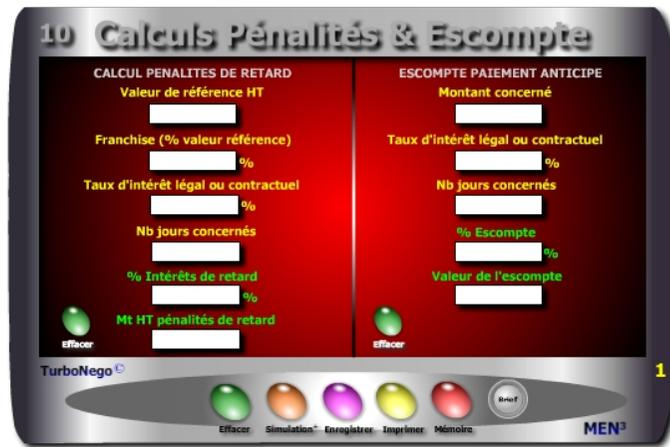 10 Calculs Pénalités & Escompte
CALCUL PENALITES DE RETARD
Valeur de référence HT
Franchise (% valeur référence)
%
Taux d'intérêt légal ou contractuel
%
Nb jours concernés
% Intérêts de retard
%
Mt HT pénalités de retard
Effacer
ESCOMPTE PAIEMENT ANTICIPE
Montant concerné
Taux d'intérêt légal ou contractuel
%
Nb jours concernés
% Escompte
%
Valeur de l'escompte
Effacer
TurboNego©
1
Brief
Effacer Simulation+ Enregistrer Imprimer Mémoire
MEN³